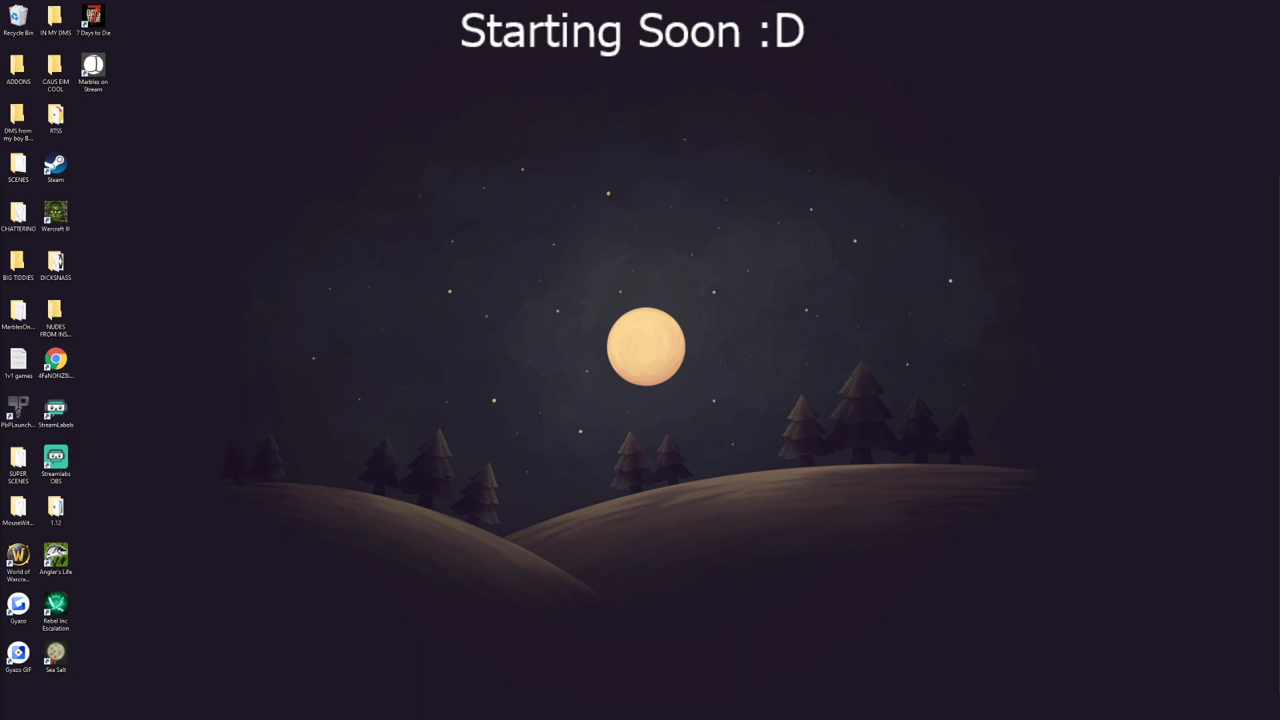 Starting Soon :D
Recycle Bin
IN MY DMS
7 Days to Die
ADDONS
CAUS EIM
COOL
Marbles on
Stream
DMS from
my boy B...
RTSS
SCENES
Steam
CHATTERINO
Warcraft III
BIG TIDDIES
DICKSNASS
MarblesOn...
NUDES
FROM INS...
1v1 games
4FaNOf4Z8i...
PbPLaunch...
StreamLabels
SUPER
SCENES
Streamlabs
OBS
MouseWit...
1.12
World of
Warcra...
Angler's Life
Gyazo
Rebel Inc
Escalation
Gyazo GIF
Sea Salt